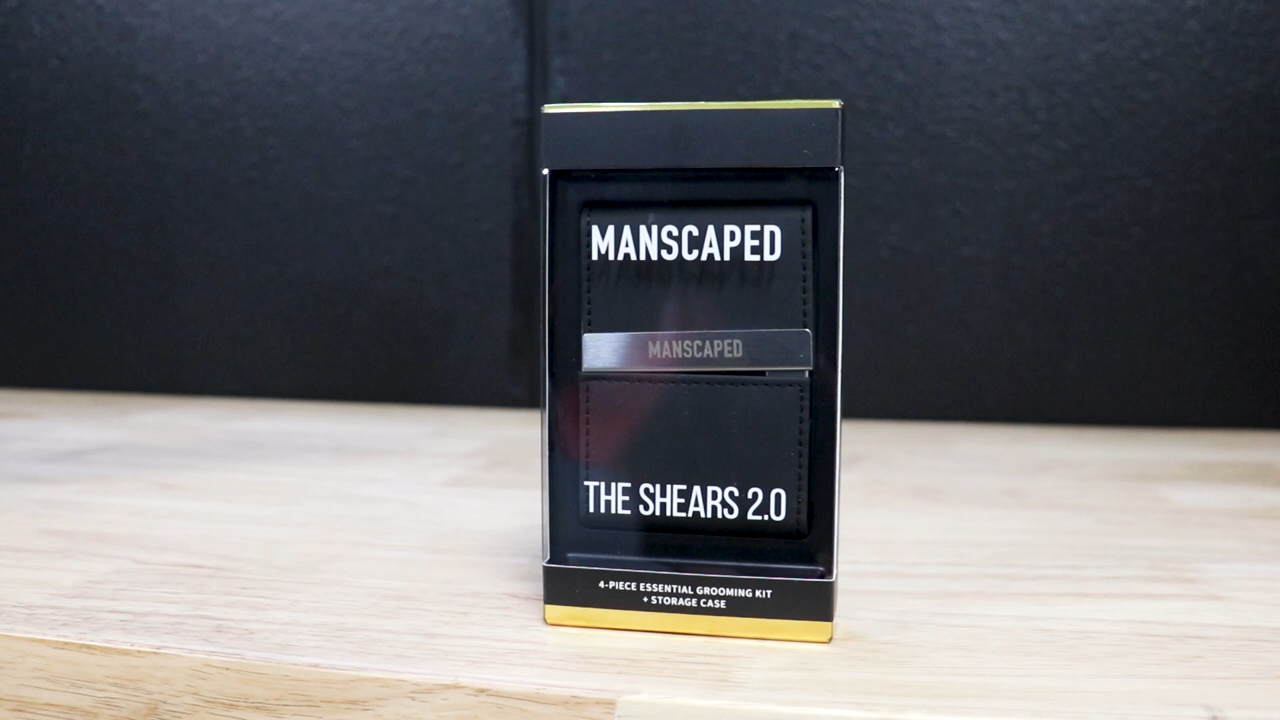 MANSCAPED
MANSCAPED
THE SHEARS 2.0
4-PIECE ESSENTIAL GROOMING KIT
+ STORAGE CASE